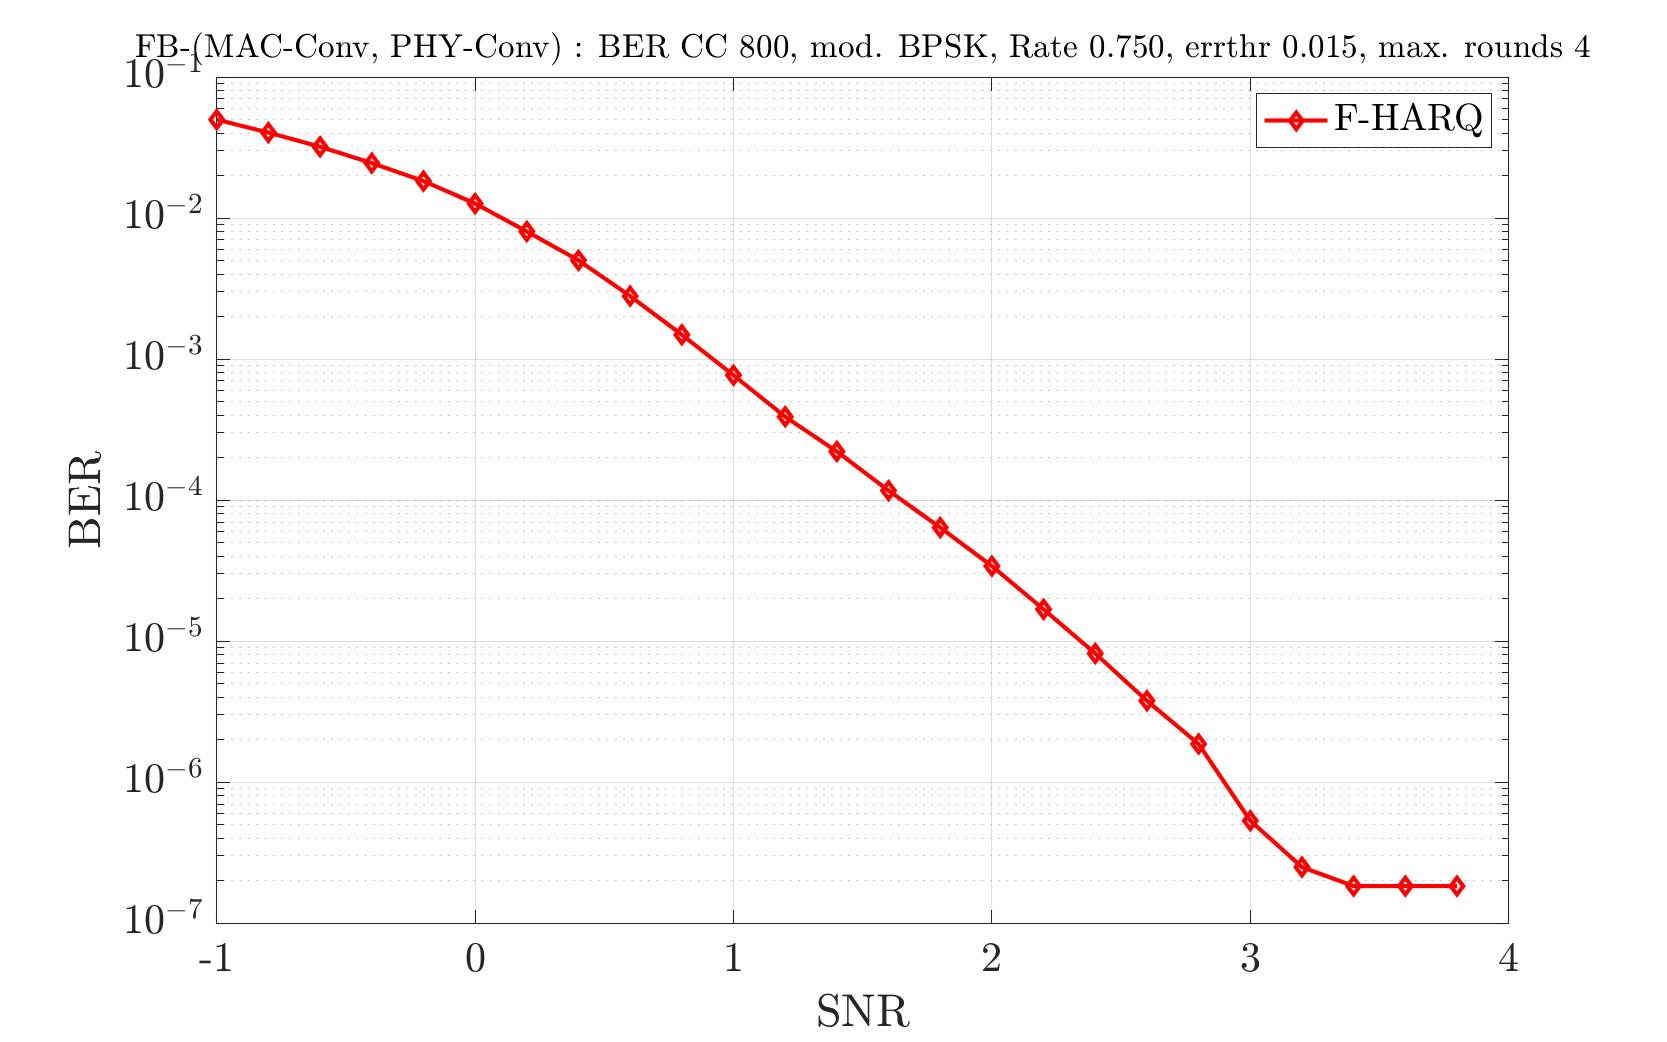 FB-(MAC-Conv, PHY-Conv) : BER CC 800, mod. BPSK, Rate 0.750, errthr 0.015, max. rounds 4
F-HARQ
10^{-1}
10^{-2}
10^{-3}
10^{-4}
10^{-5}
10^{-6}
10^{-7}
BER
-1 0 1 2 3 4
SNR